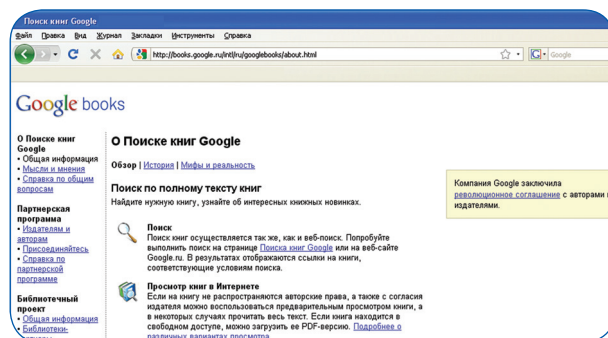 Поиск книг Google
Файл Правка Вид Журнал Закладки Инструменты Справка
http://books.google.ru/intl/ru/googlebooks/about.html
Google
Google books
О Поиске книг
Google
• Общая информация
• Мысли и мнения
• Справка по общим
вопросам
Партнерская
программа
• Издателям и
авторам
• Присоединяйтесь
• Справка по
партнерской
программе
Библиотечный
проект
• Общая информация
• Библиотеки-
О Поиске книг Google
Обзор | История | Мифы и реальность
Поиск по полному тексту книг
Найдите нужную книгу, узнайте об интересных книжных новинках.
Поиск
Поиск книг осуществляется так же, как и веб-поиск. Попробуйте
выполнить поиск на странице Поиска книг Google или на веб-сайте
Google.ru. В результатах отображаются ссылки на книги,
соответствующие условиям поиска.
Просмотр книг в Интернете
Если на книгу не распространяются авторские права, а также с согласия
издателя можно воспользоваться предварительным просмотром книги, а
в некоторых случаях прочитать весь текст. Если книга находится в
свободном доступе, можно загрузить ее PDF-версию. Подробнее о
различных вариантах просмотра
Компания Google заключила
революционное соглашение с авторами и
издателями.